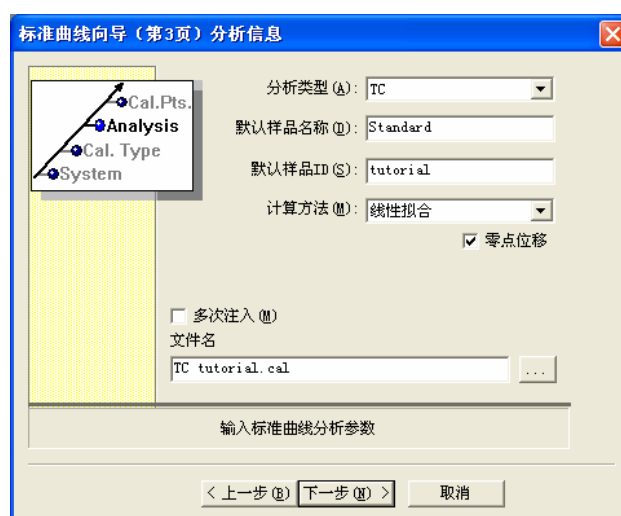 标准曲线向导（第3页）分析信息
Cal.Pts.
Analysis
Cal. Type
System
分析类型(A): TC
默认样品名称(D): Standard
默认样品ID(S): tutorial
计算方法(M): 线性拟合
零点位移
多次注入(M)
文件名
TC tutorial.cal
...
输入标准曲线分析参数
< 上一步(B) 下一步(N) > 取消